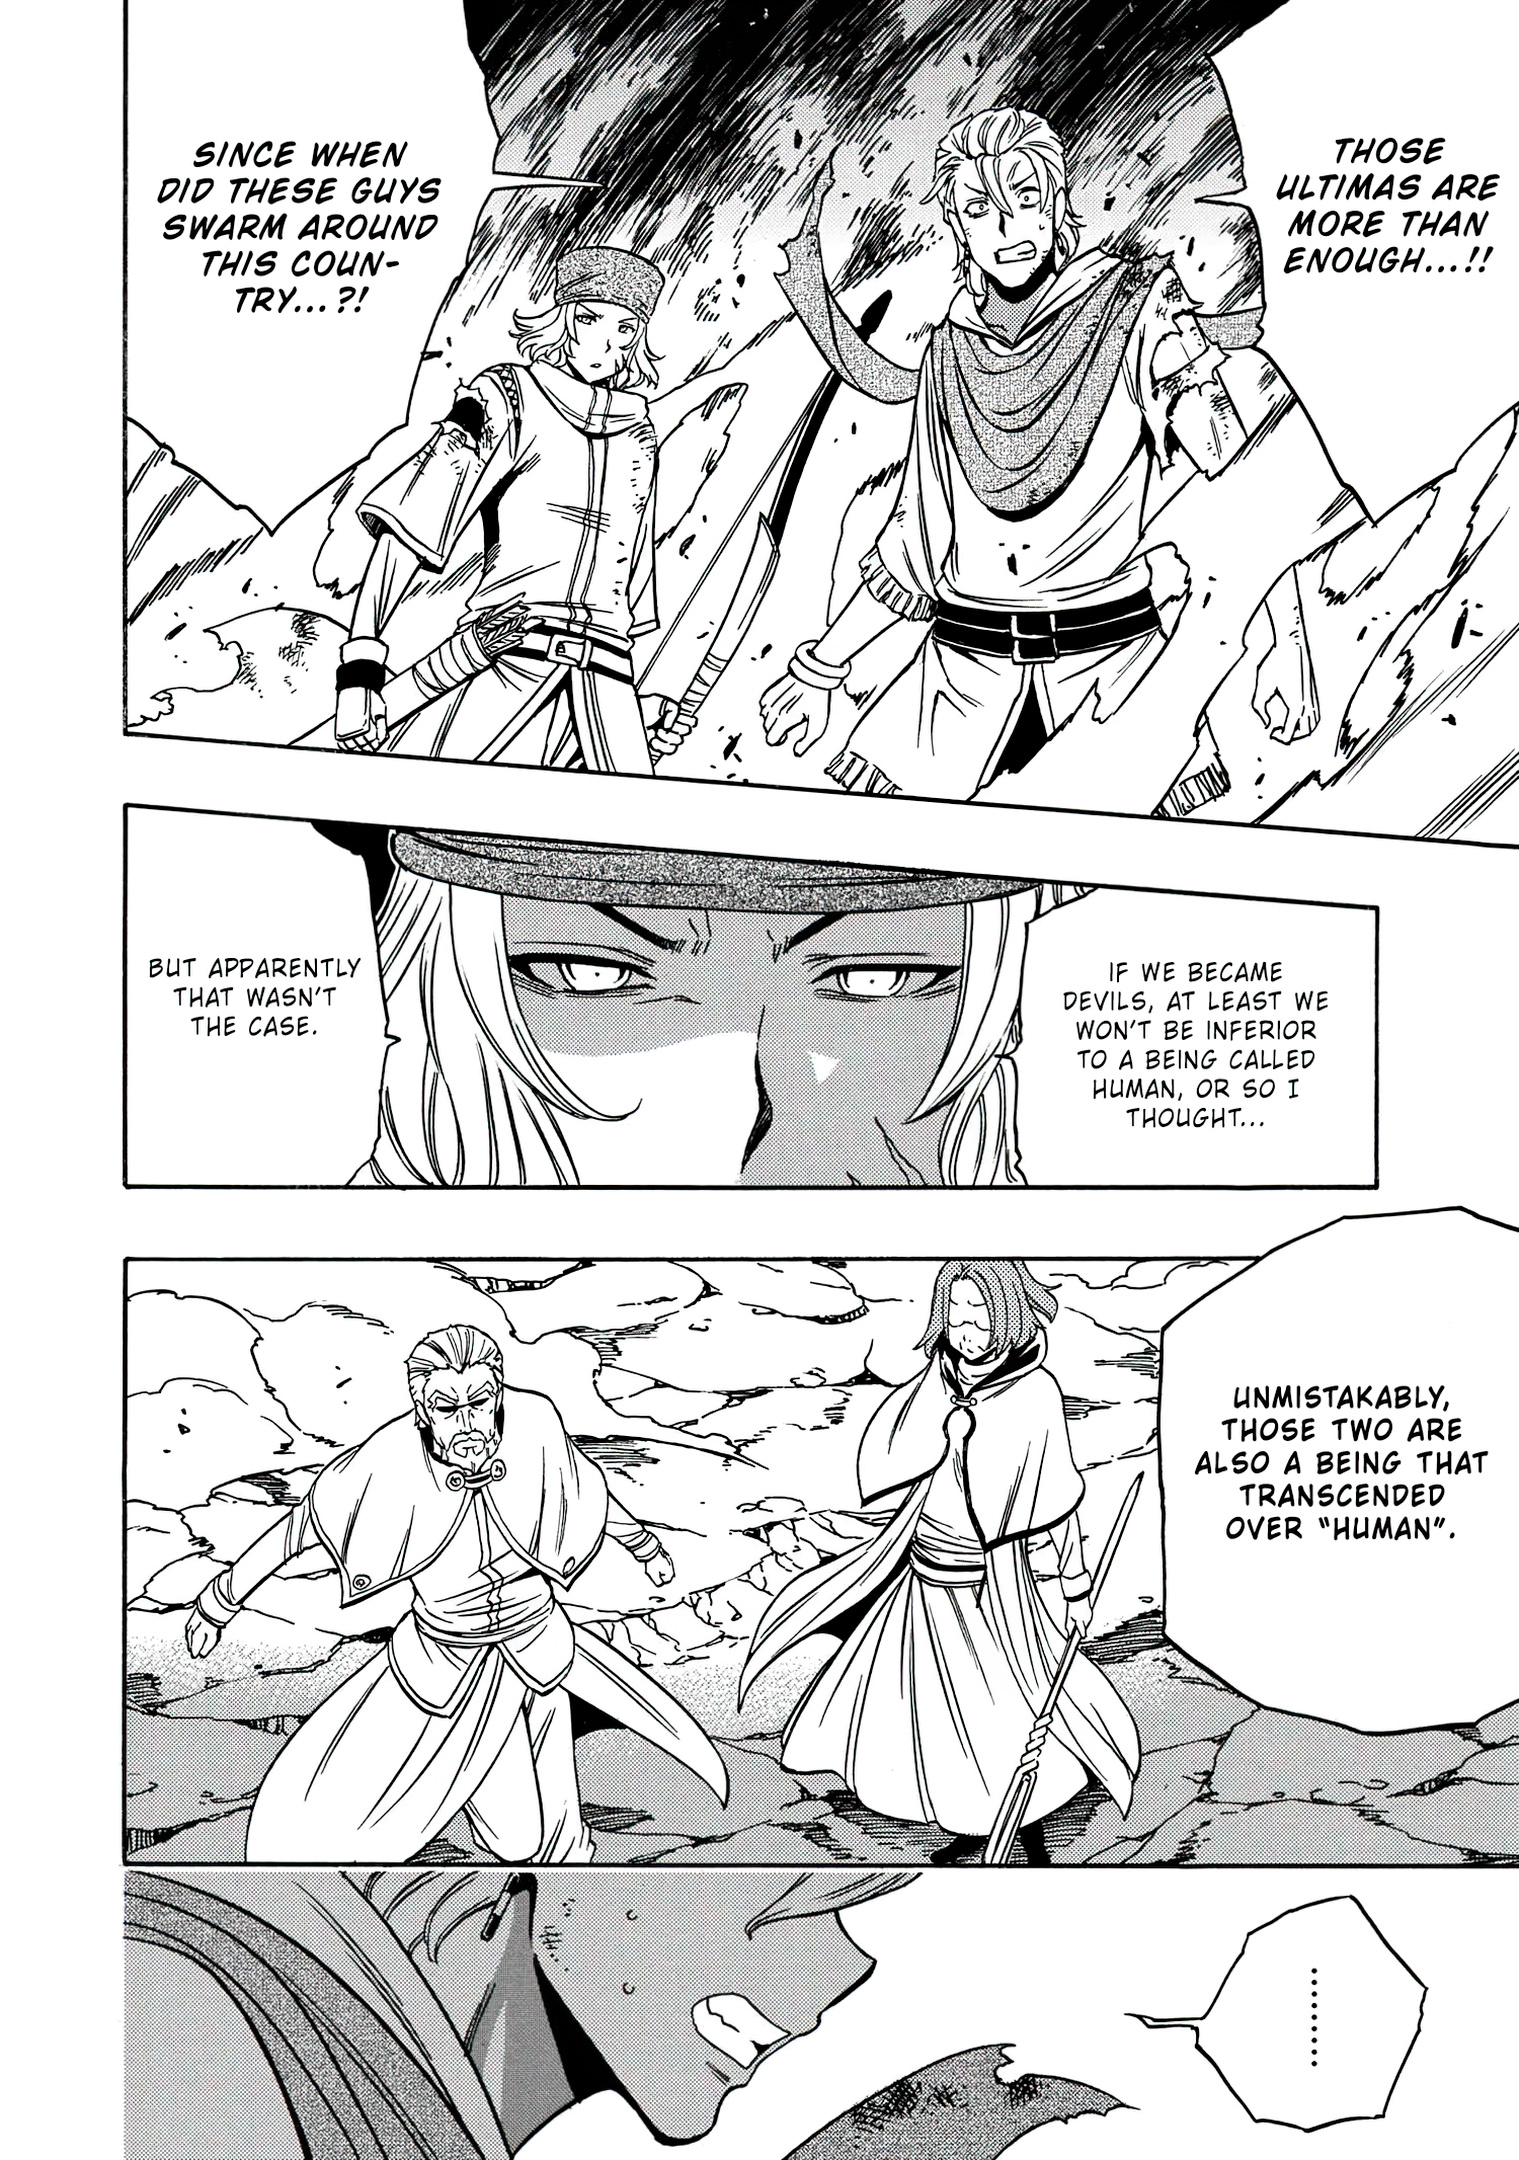 THOSE
ULTIMAS ARE
MORE THAN
ENOUGH...!!
SINCE WHEN
DID THESE GUYS
SWARM AROUND
THIS COUN-
TRY...?!
IF WE BECAME
DEVILS, AT LEAST WE
WON'T BE INFERIOR
TO A BEING CALLED
HUMAN, OR SO I
THOUGHT...
BUT APPARENTLY
THAT WASN'T
THE CASE.
UNMISTAKABLY,
THOSE TWO ARE
ALSO A BEING THAT
TRANSCENDED
OVER "HUMAN".
.........